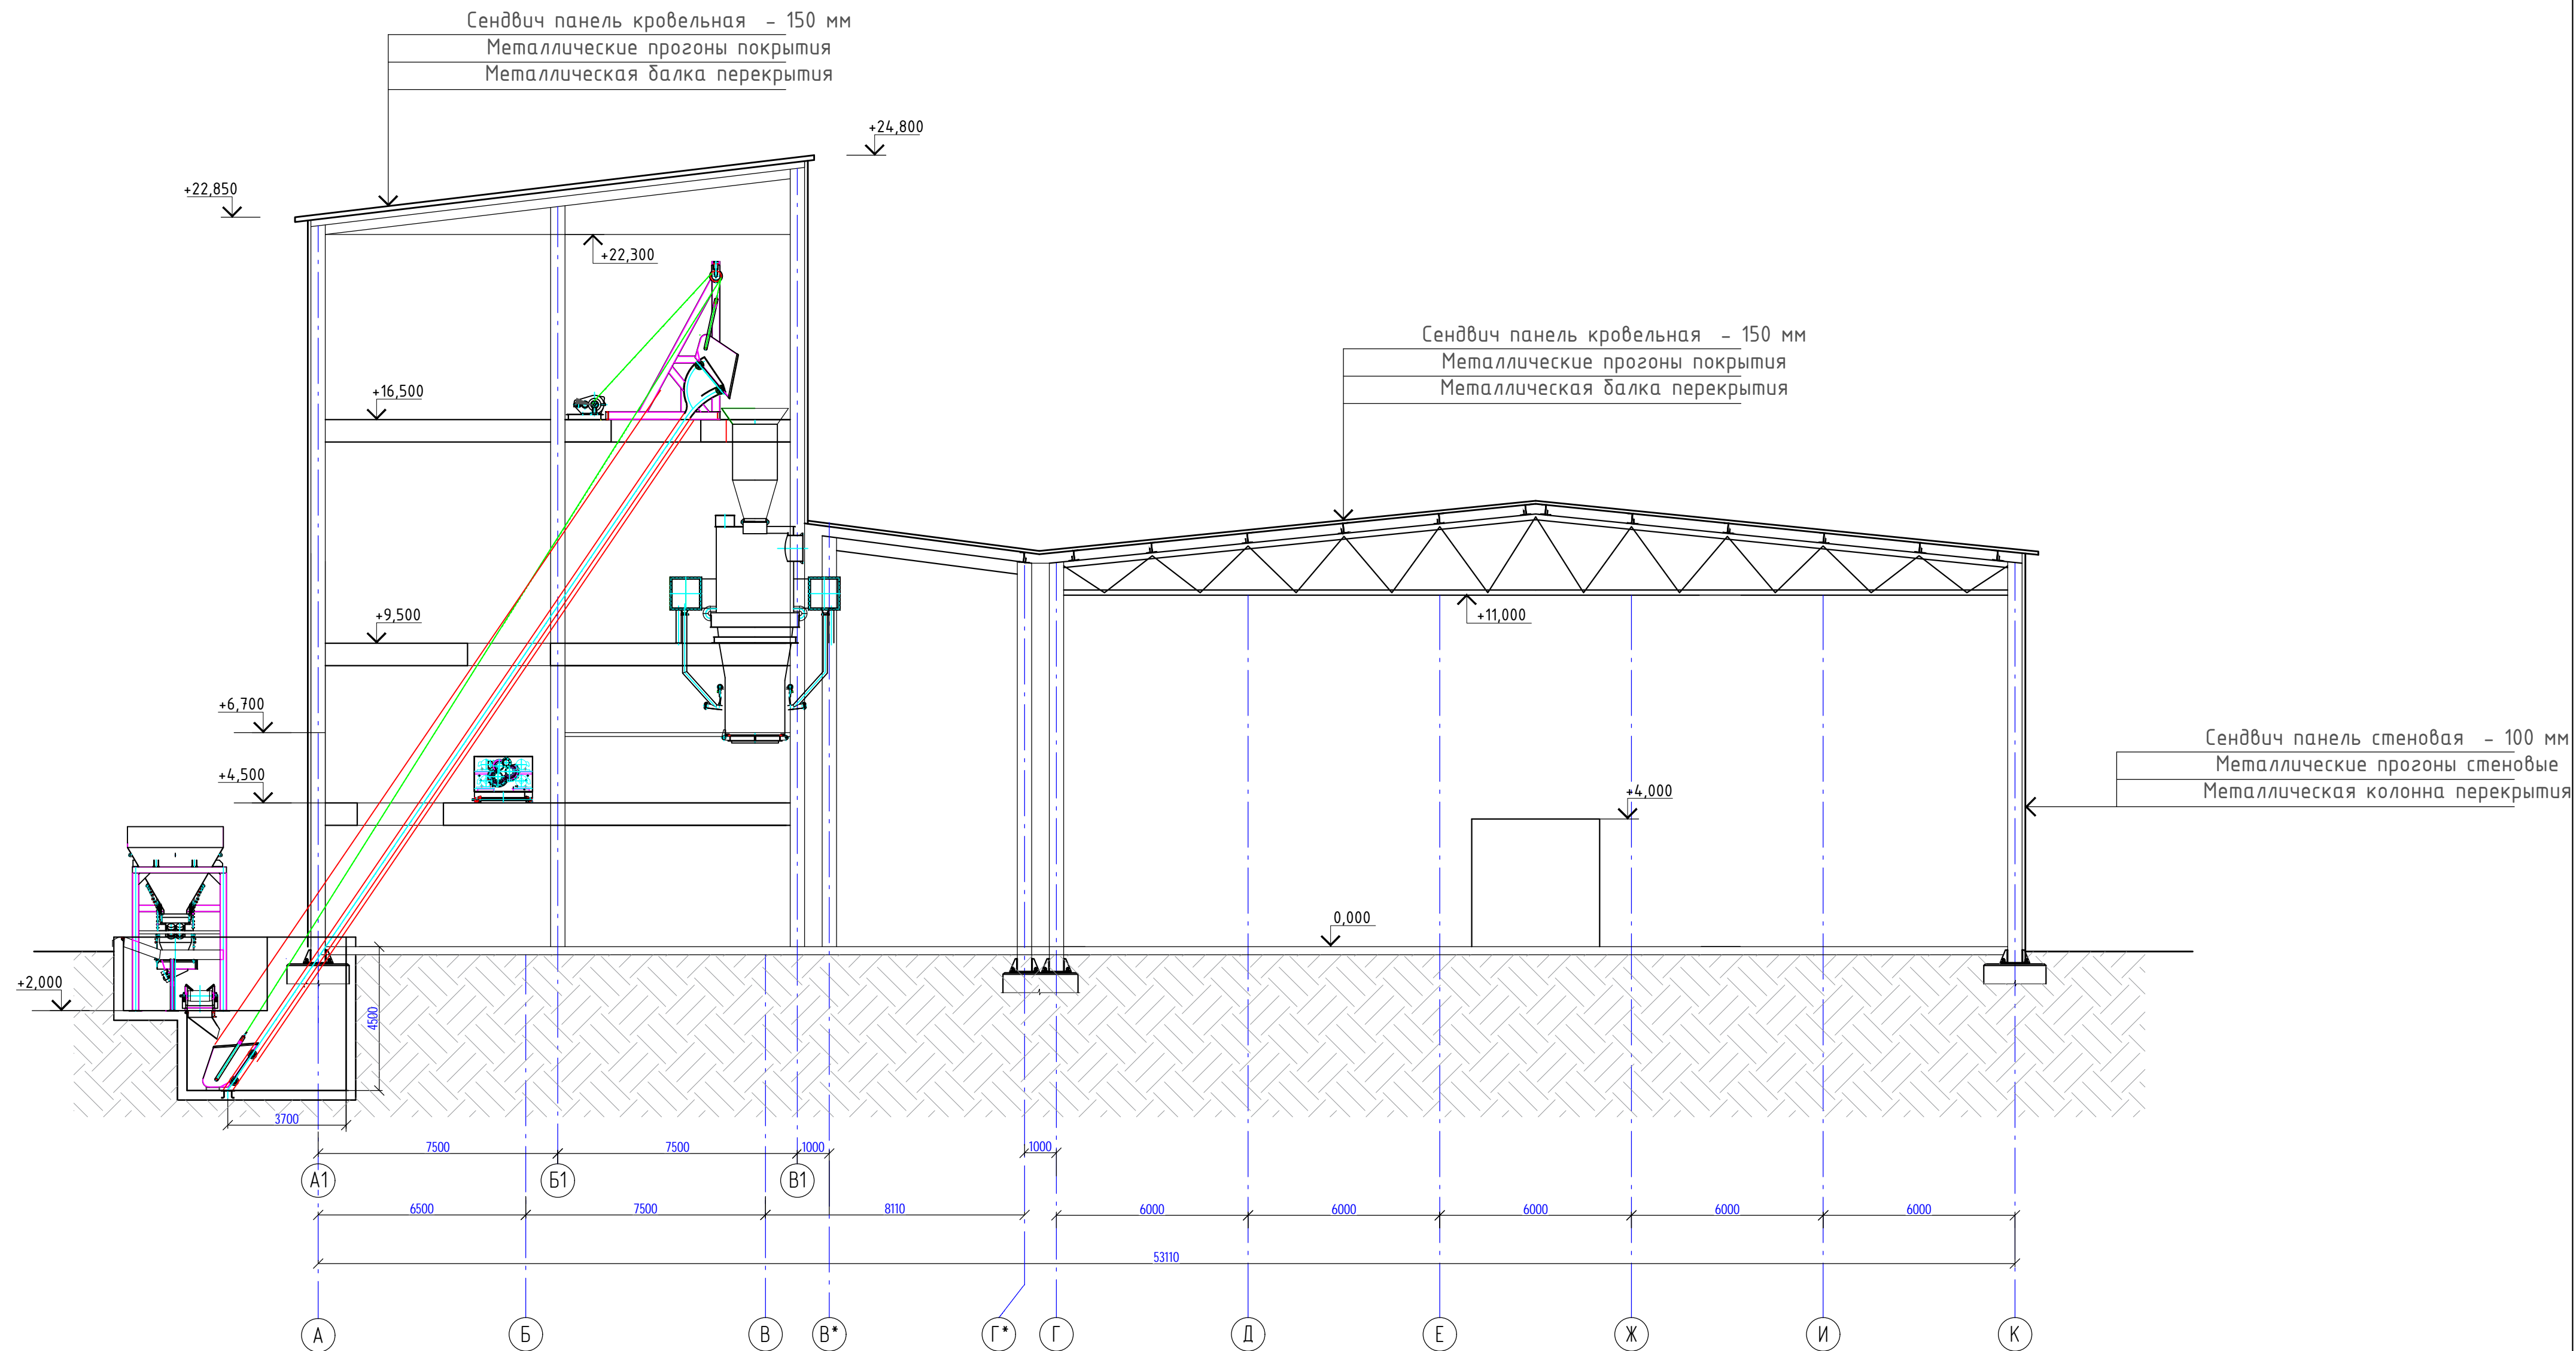 Сендвич панель кровельная - 150 мм
Металлические прогоны покрытия
Металлическая балка перекрытия
+24,800
+22,850
+22,300
Сендвич панель кровельная - 150 мм
Металлические прогоны покрытия
Металлическая балка перекрытия
+16,500
+9,500
+11,000
+6,700
Сендвич панель стеновая - 100 мм
Металлические прогоны стеновые
Металлическая колонна перекрытия
+4,500
+4,000
0,000
+2,000
4500
3700
7500 7500 1000 1000
А1 Б1 В1
6500 7500 8110 6000 6000 6000 6000 6000
53110
А Б В В* Г* Г Д Е Ж И К